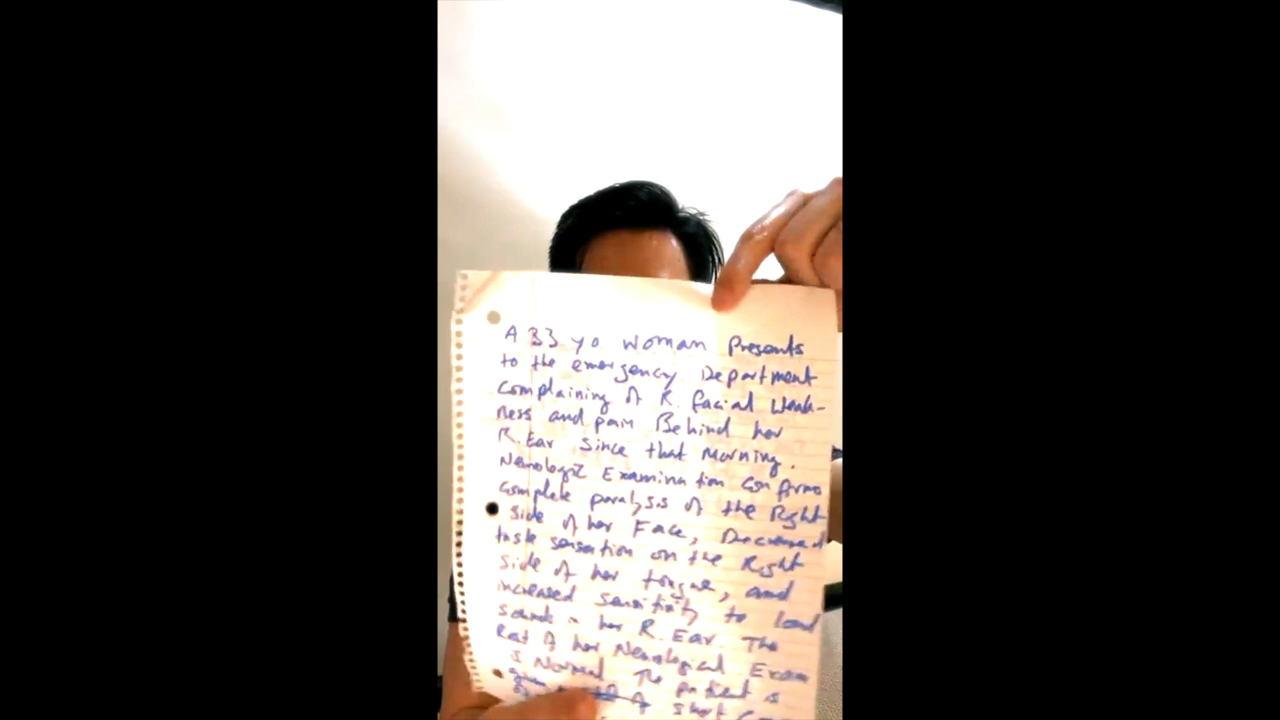 A 33 yo woman Presents
to the emergency Department
complaining of R. facial Weak-
ness and pain Behind her
R. Ear since that morning.
Neurologic Examination confirms
complete paralysis of the Right
side of her Face, Decreased
taste sensation on the Right
side of her tongue, and
increased sensitivity to loud
sounds in her R. Ear. The
Rest of her Neurological Exam
is Normal. The patient is
given of short